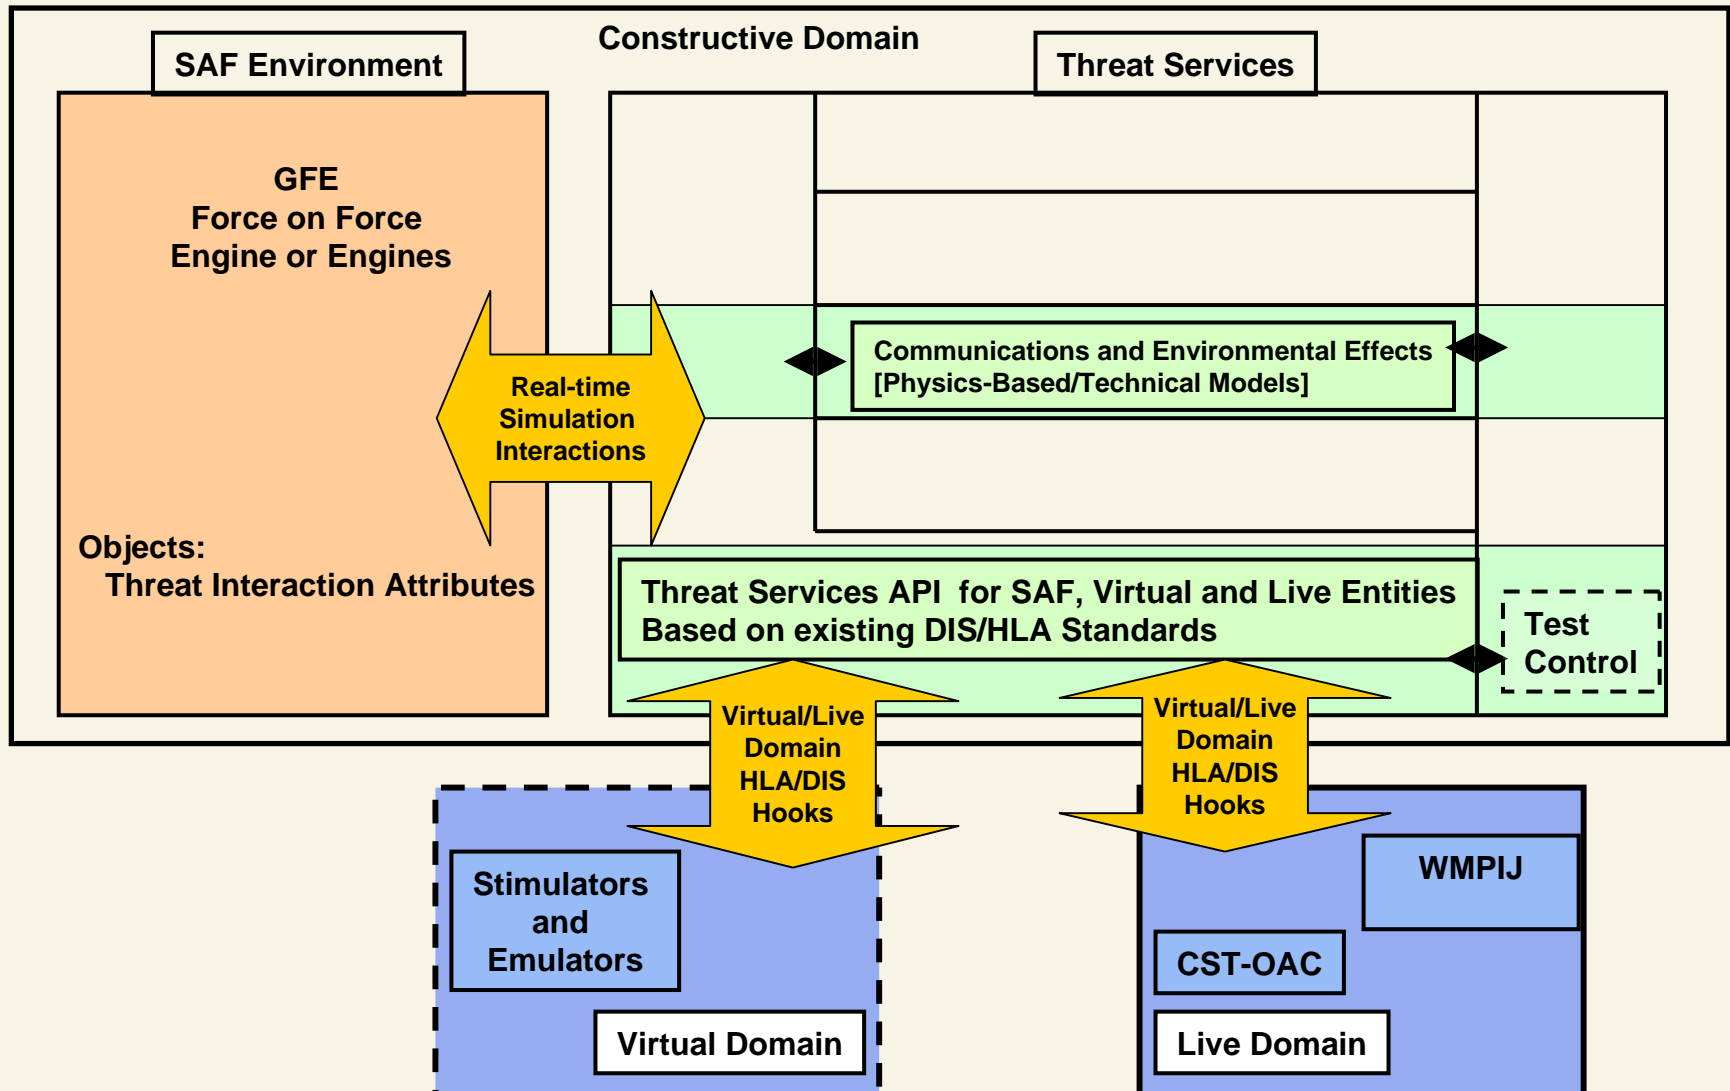 Constructive Domain
SAF Environment
Threat Services
GFE
Force on Force
Engine or Engines
Communications and Environmental Effects
[Physics-Based/Technical Models]
Real-time
Simulation
Interactions
Objects:
Threat Interaction Attributes
Threat Services API for SAF, Virtual and Live Entities
Based on existing DIS/HLA Standards
Test
Control
Virtual/Live
Domain
HLA/DIS
Hooks
Virtual/Live
Domain
HLA/DIS
Hooks
Stimulators
and
Emulators
Virtual Domain
WMPIJ
CST-OAC
Live Domain